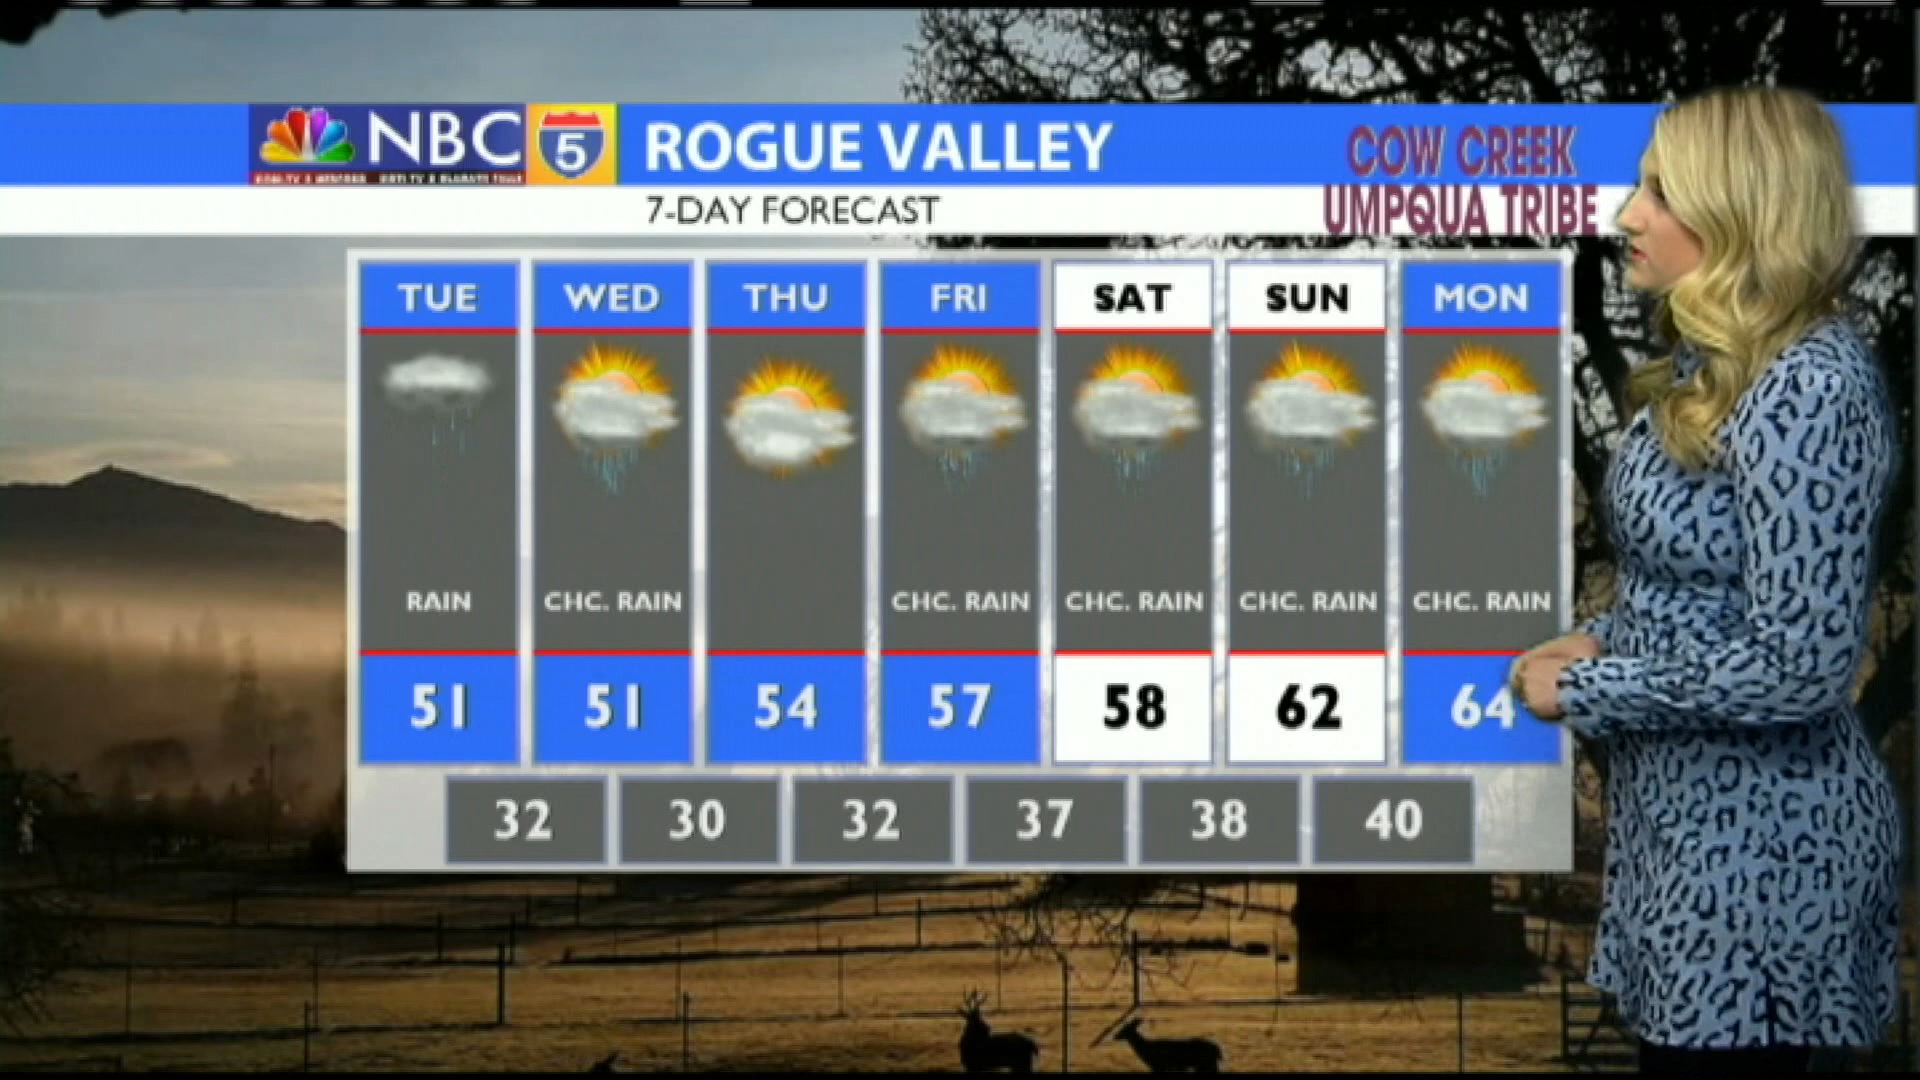 NBC 5
ROGUE VALLEY
COW CREEK
UMPQUA TRIBE
7-DAY FORECAST
TUE WED THU FRI SAT SUN MON
RAIN CHC. RAIN CHC. RAIN CHC. RAIN CHC. RAIN CHC. RAIN
51 51 54 57 58 62 64
32 30 32 37 38 40